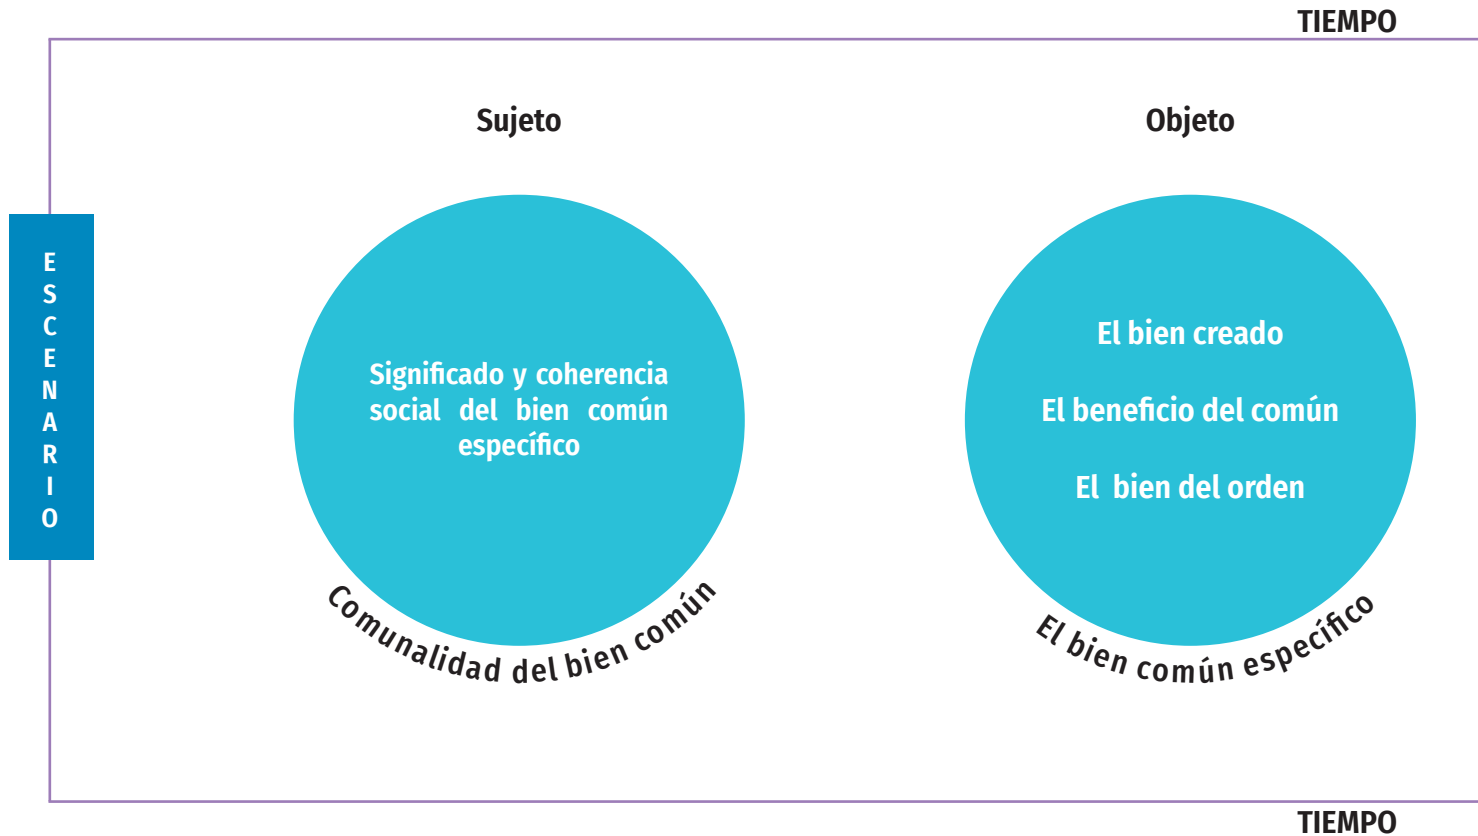 TIEMPO
Sujeto
Objeto
ESCENARIO
Significado y coherencia
social del bien común
específico
Comunalidad del bien común
El bien creado
El beneficio del común
El bien del orden
El bien común específico
TIEMPO